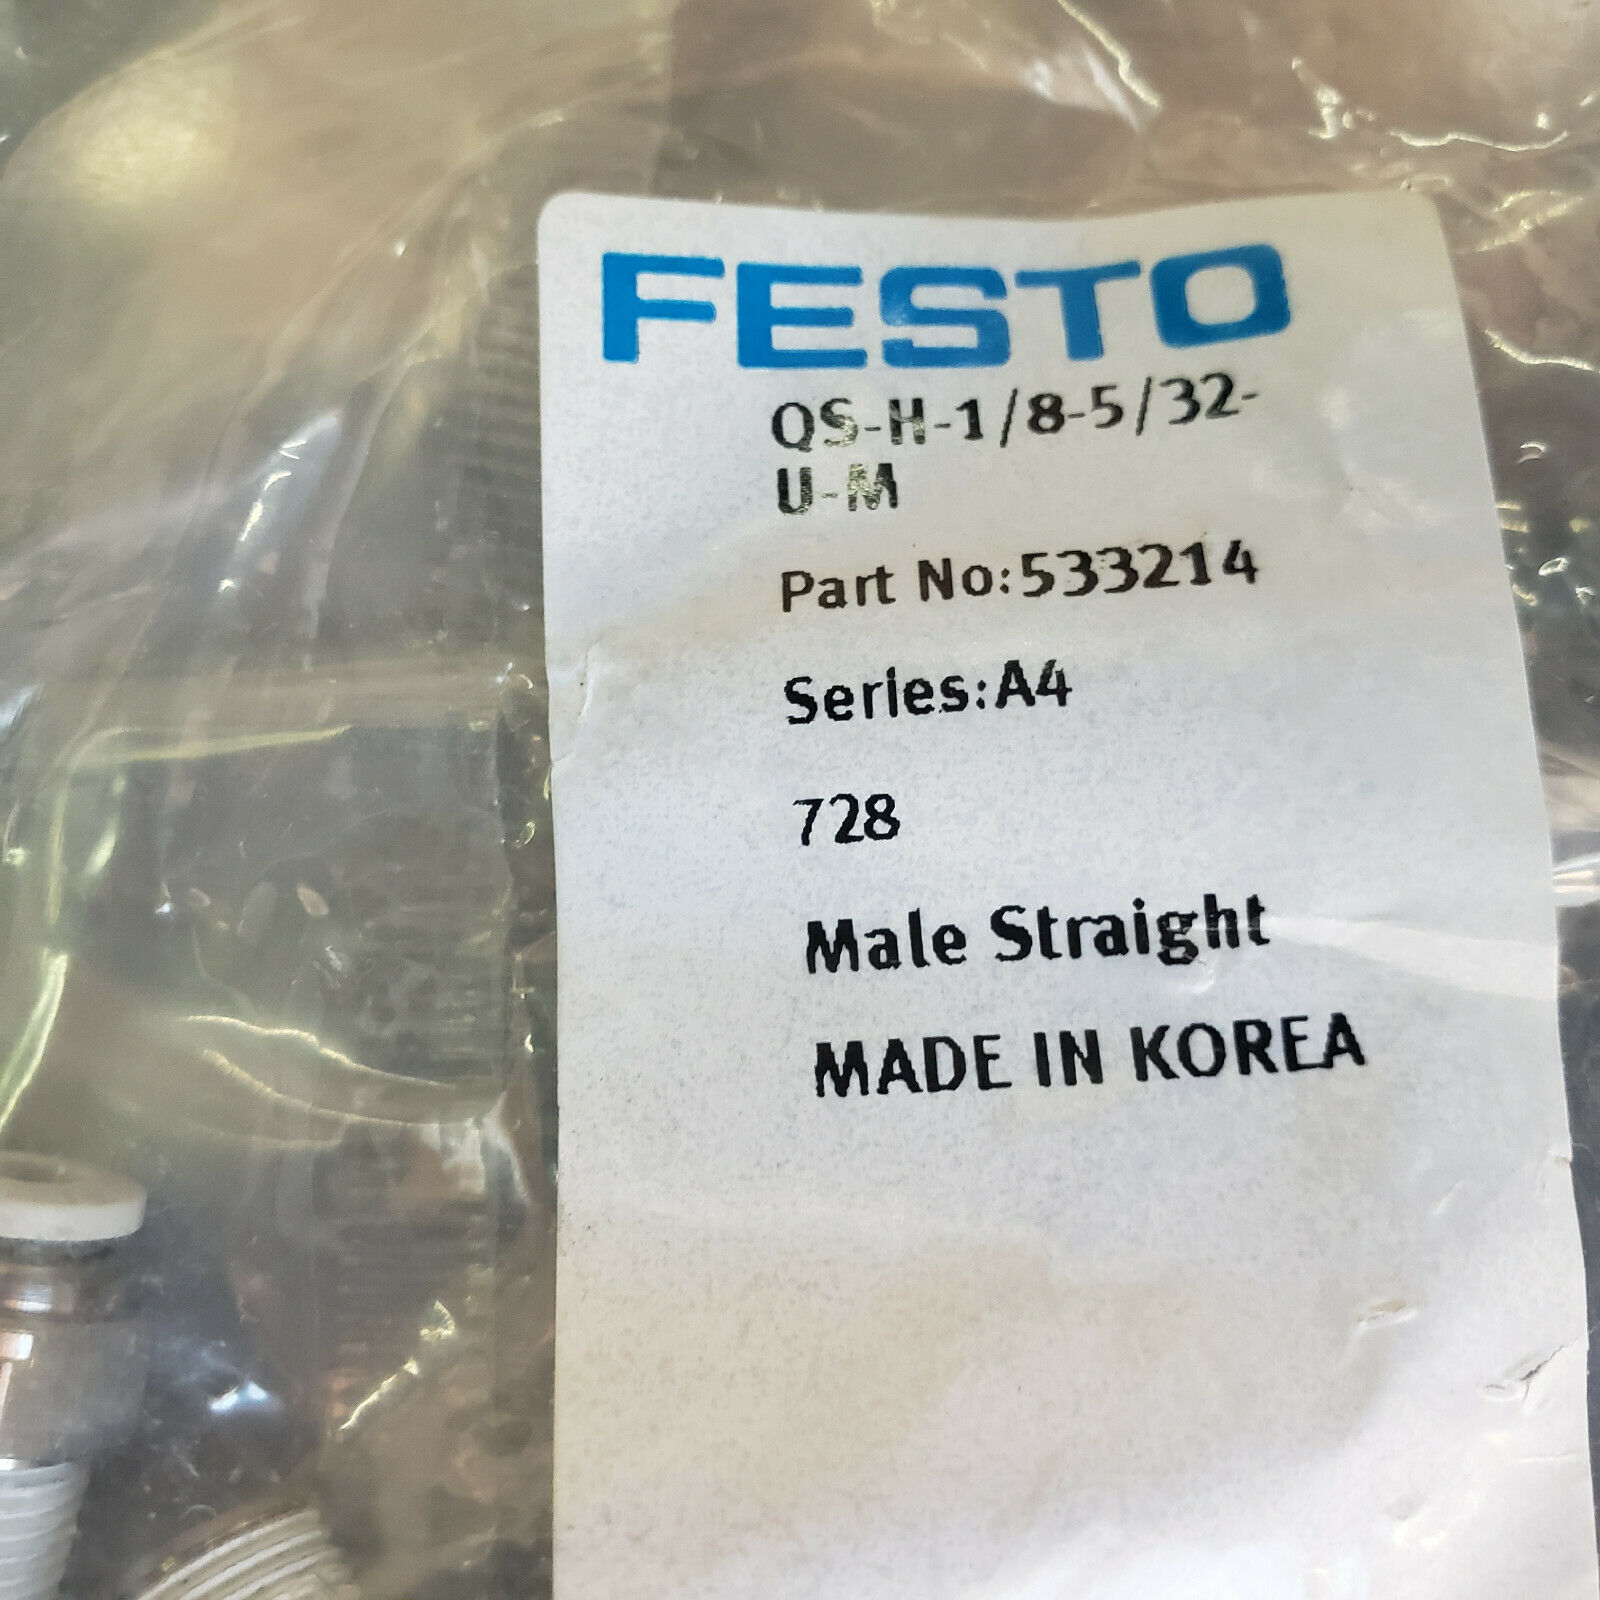 FESTO
QS-H-1/8-5/32-
U-M
Part No:533214
Series:A4
728
Male Straight
MADE IN KOREA